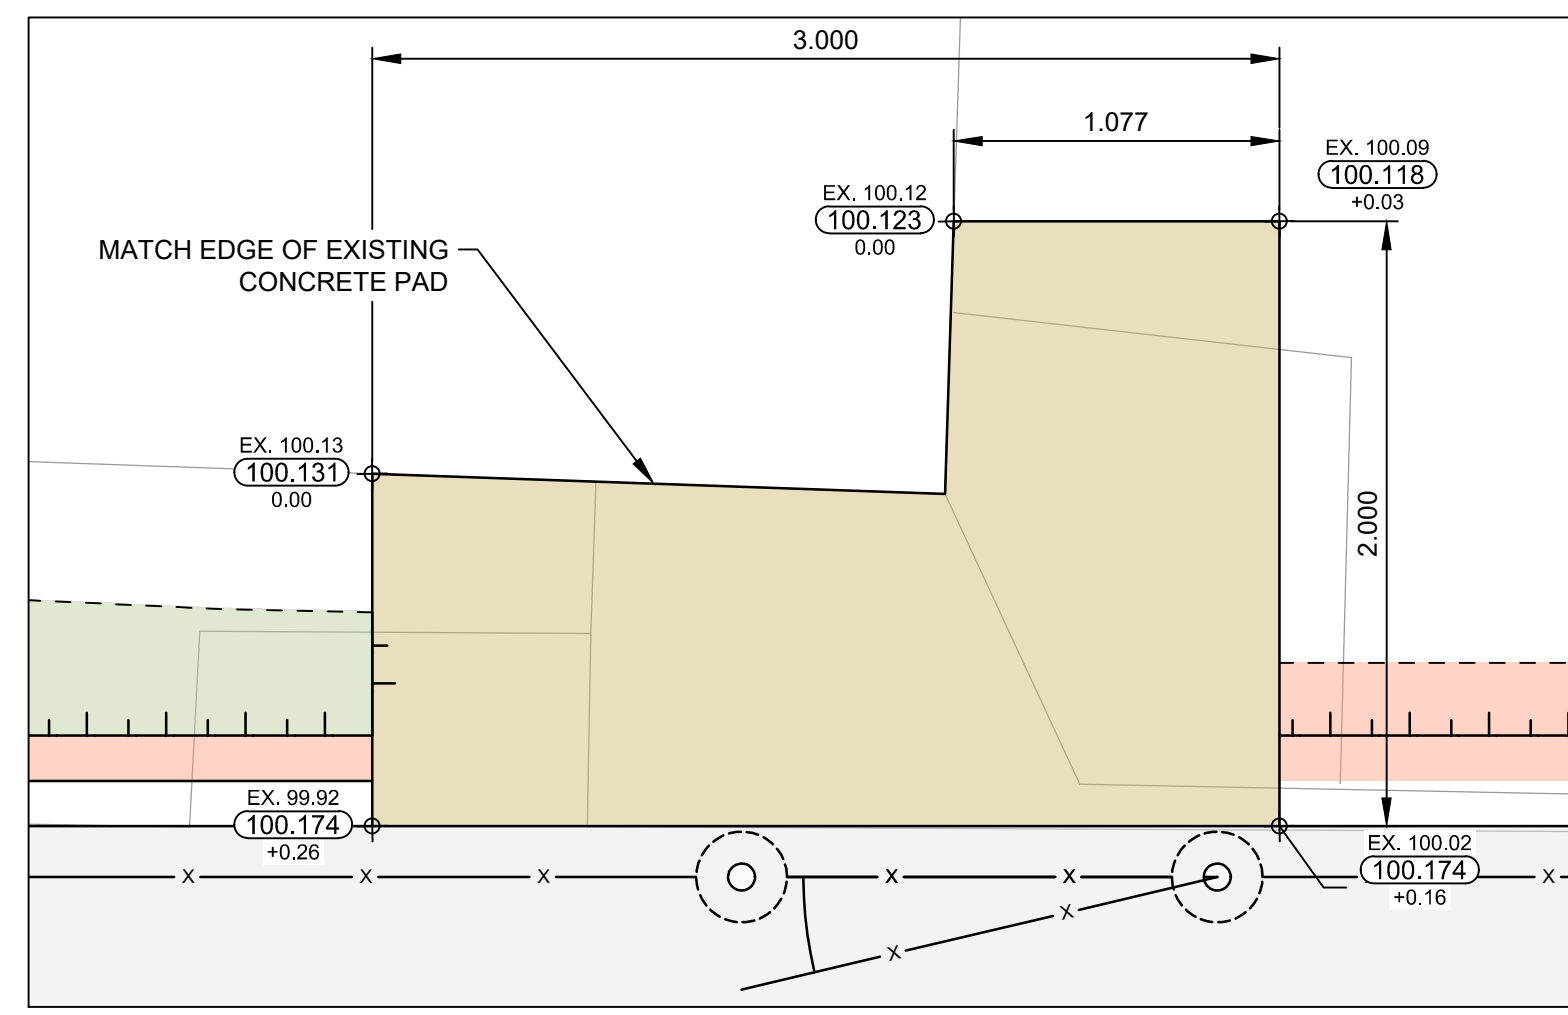 3.000
1.077
EX. 100.09
100.118
+0.03
EX. 100.12
100.123
0.00
MATCH EDGE OF EXISTING
CONCRETE PAD
EX. 100.13
100.131
0.00
2.000
EX. 99.92
100.174
+0.26
EX. 100.02
100.174
+0.16
X X X X X X
X X